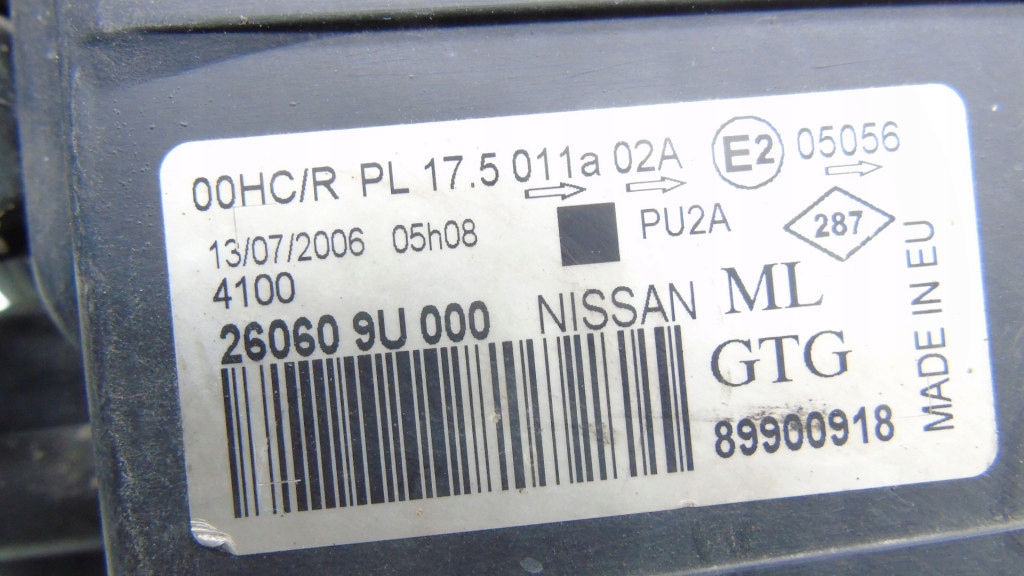 00HC/R PL 17.5 011a 02A E2 05056
13/07/2006 05h08
PU2A
287
4100
26060 9U 000
NISSAN
ML
GTG
89900918
MADE IN EU